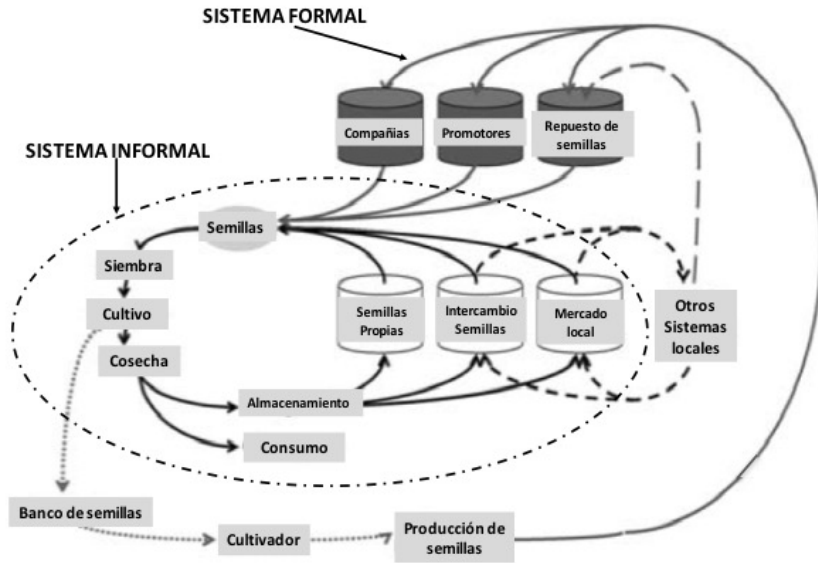 SISTEMA FORMAL
Compañias
Promotores
Repuesto de
semillas
SISTEMA INFORMAL
Semillas
Siembra
Cultivo
Cosecha
Semillas
Propias
Intercambio
Semillas
Mercado
local
Otros
Sistemas
locales
Almacenamiento
Consumo
Banco de semillas
Cultivador
Producción de
semillas